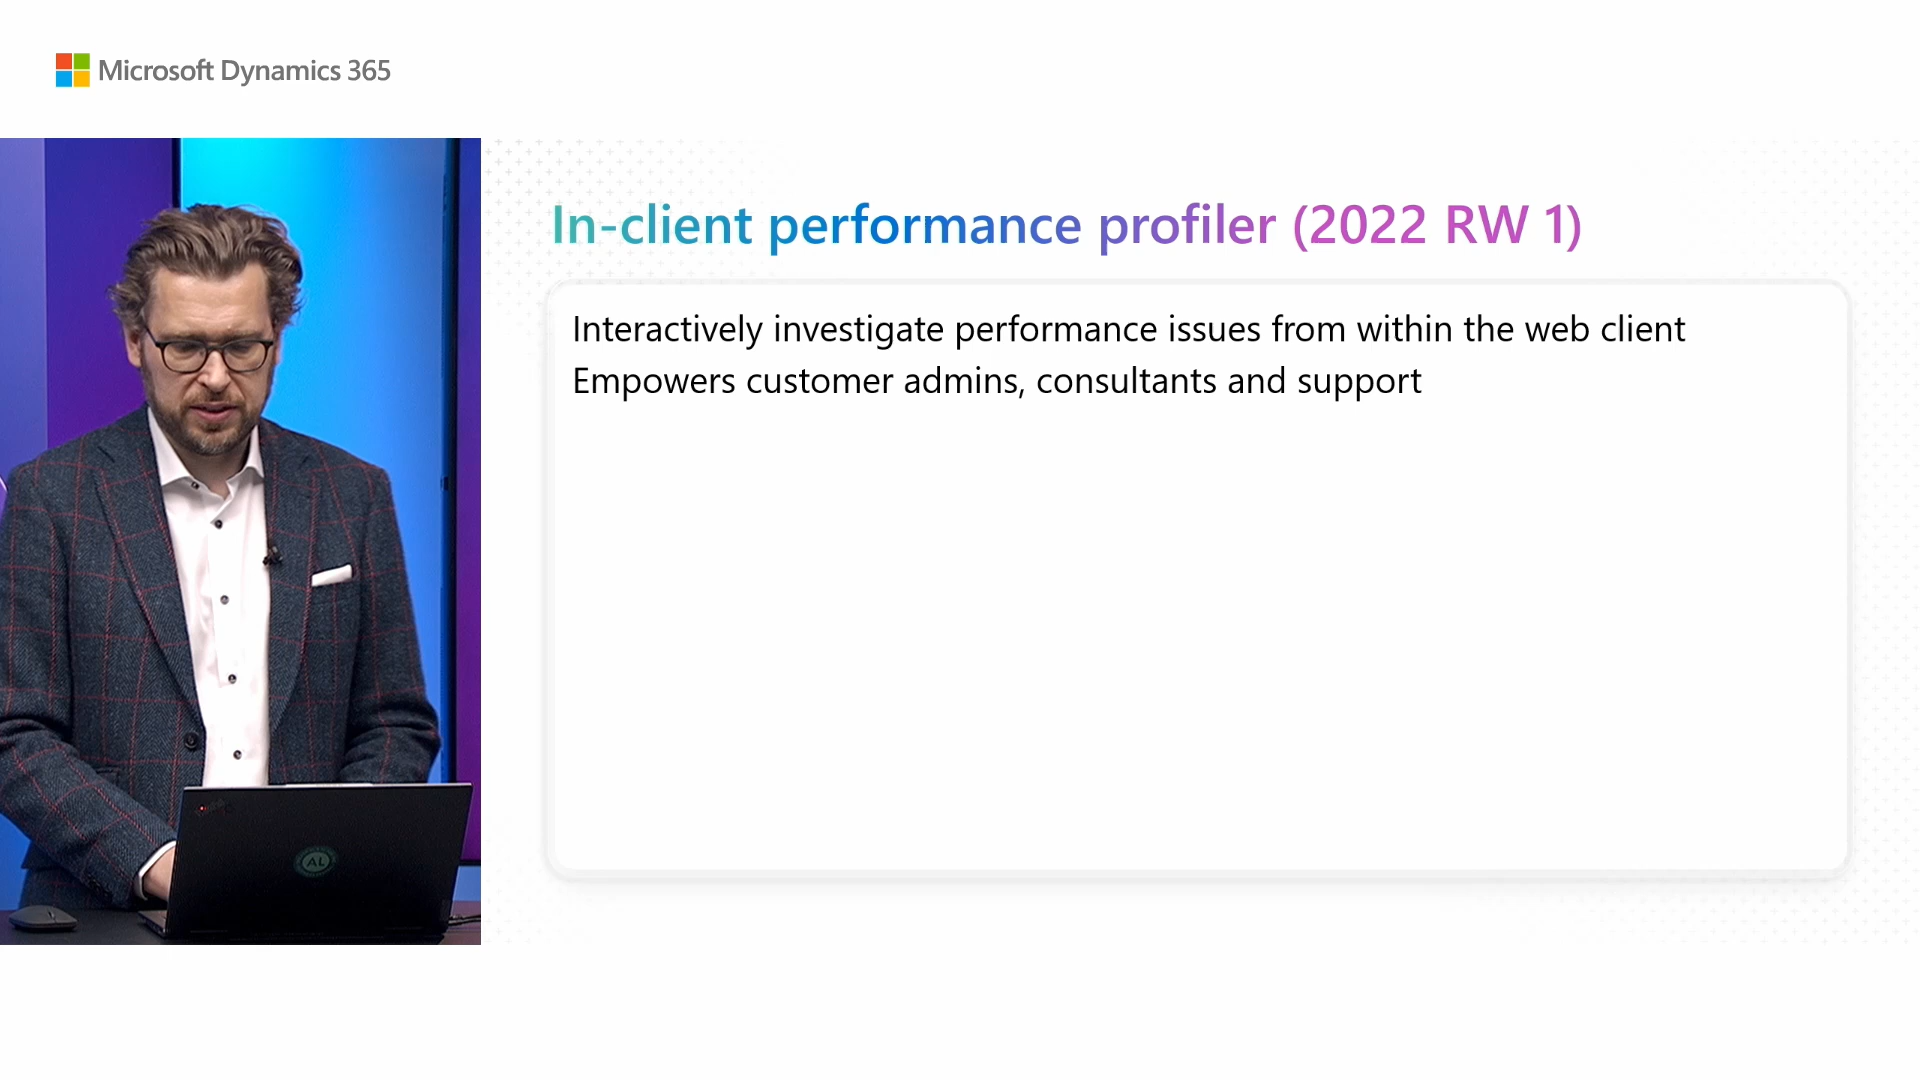 Microsoft Dynamics 365
In-client performance profiler (2022 RW 1)
Interactively investigate performance issues from within the web client
Empowers customer admins, consultants and support
AL